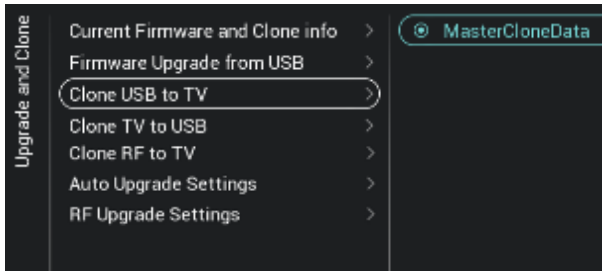 Upgrade and Clone
Current Firmware and Clone info
Firmware Upgrade from USB
Clone USB to TV
Clone TV to USB
Clone RF to TV
Auto Upgrade Settings
RF Upgrade Settings
MasterCloneData